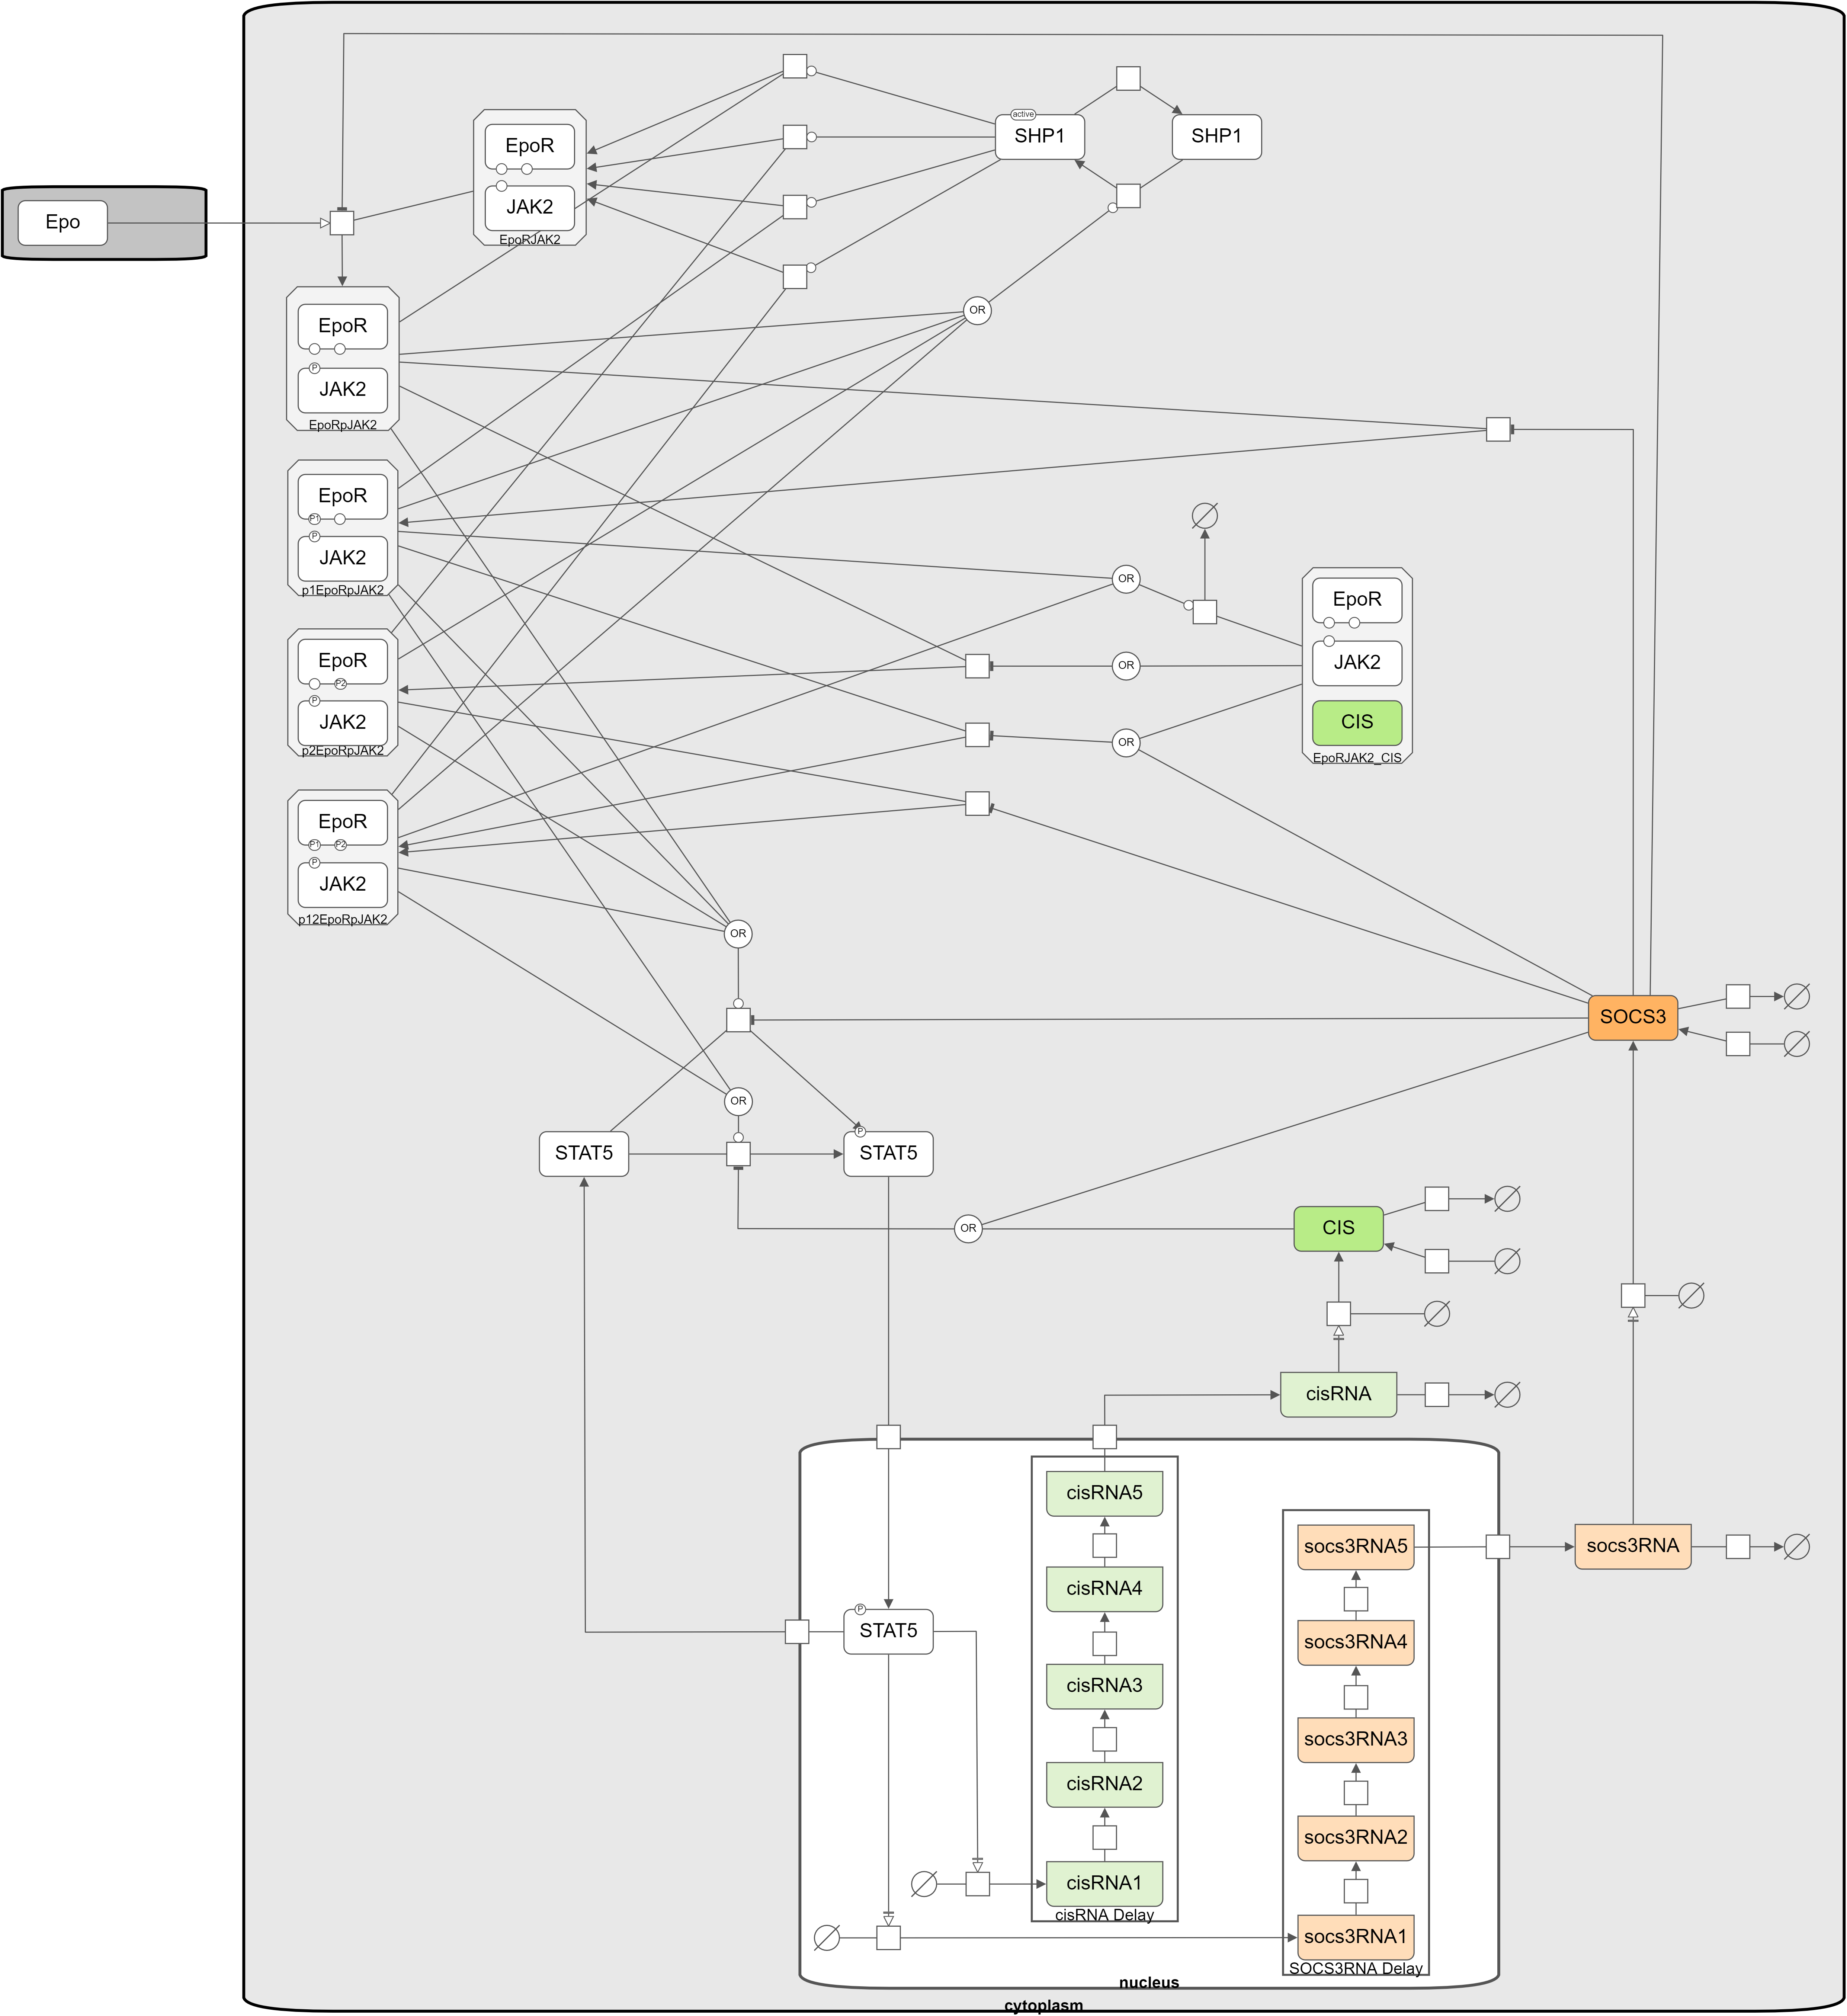 active
SHP1
SHP1
EpoR
JAK2
EpoRJAK2
Epo
OR
EpoR
P
JAK2
EpoRpJAK2
EpoR
P1
P
JAK2
p1EpoRpJAK2
OR
EpoR
JAK2
CIS
EpoRJAK2_CIS
EpoR
P2
P
JAK2
p2EpoRpJAK2
OR
OR
EpoR
P1
P2
P
JAK2
p12EpoRpJAK2
OR
SOCS3
OR
STAT5
P
STAT5
OR
CIS
cisRNA
cisRNA5
cisRNA4
cisRNA3
cisRNA2
cisRNA1
cisRNA Delay
socs3RNA5
socs3RNA
socs3RNA4
socs3RNA3
socs3RNA2
socs3RNA1
SOCS3RNA Delay
P
STAT5
nucleus
cytoplasm